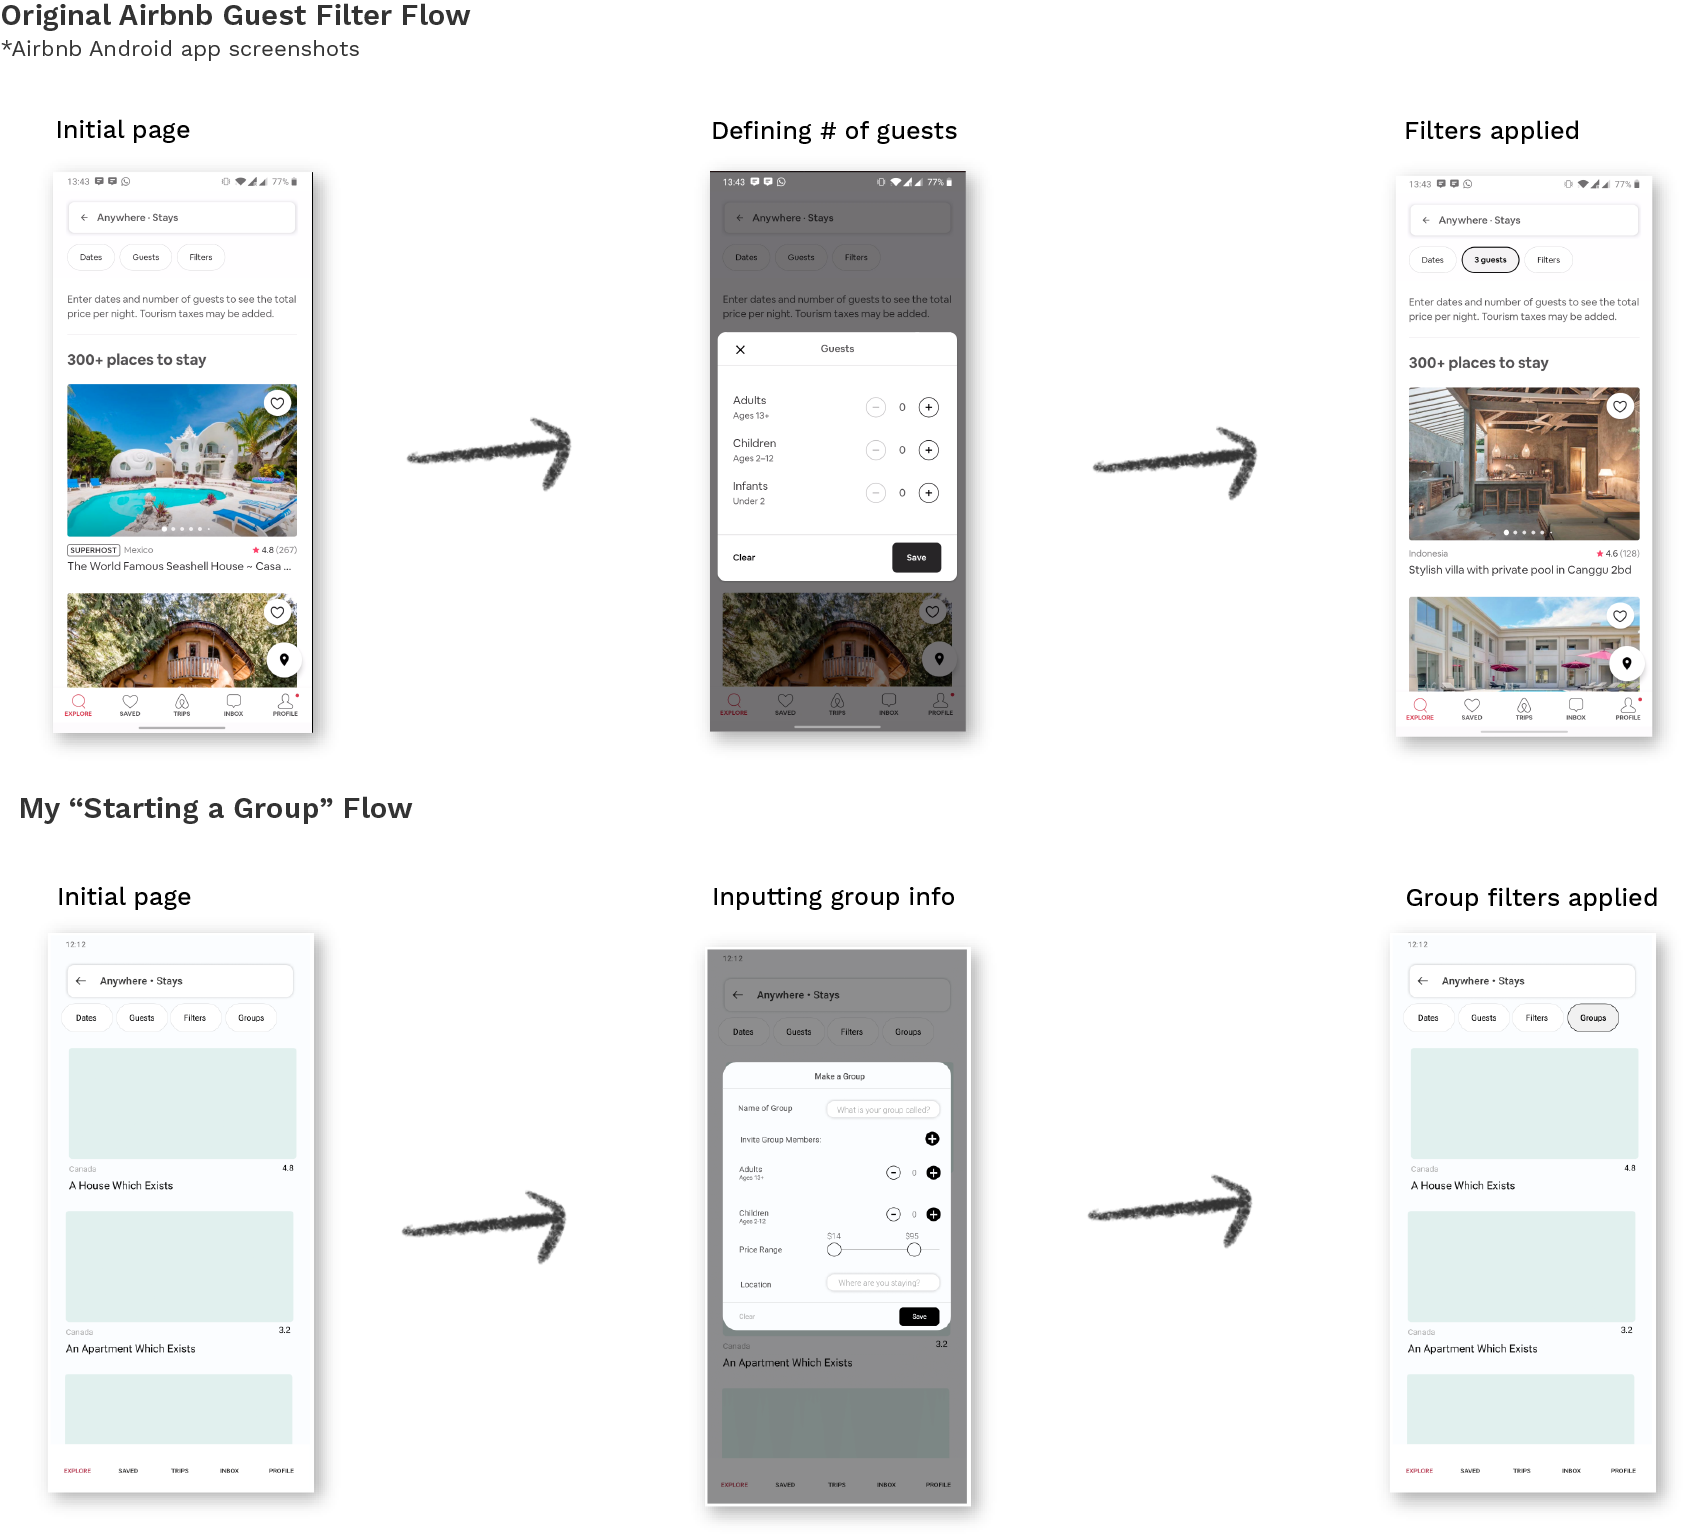 Original Airbnb Guest Filter Flow
*Airbnb Android app screenshots
Initial page
13:43 77%
Anywhere · Stays
Dates Guests Filters
Enter dates and number of guests to see the total
price per night. Tourism taxes may be added.
300+ places to stay
SUPERHOST Mexico 4.8 (267)
The World Famous Seashell House ~ Casa ...
EXPLORE SAVED TRIPS INBOX PROFILE
Defining # of guests
13:43 77%
Anywhere · Stays
Dates Guests Filters
Enter dates and number of guests to see the total
price per night. Tourism taxes may be added.
Guests
Adults 0
Ages 13+
Children 0
Ages 2–12
Infants 0
Under 2
Clear Save
EXPLORE SAVED TRIPS INBOX PROFILE
Filters applied
13:43 77%
Anywhere · Stays
Dates 3 guests Filters
Enter dates and number of guests to see the total
price per night. Tourism taxes may be added.
300+ places to stay
Indonesia 4.6 (128)
Stylish villa with private pool in Canggu 2bd
EXPLORE SAVED TRIPS INBOX PROFILE
My “Starting a Group” Flow
Initial page
12:12
Anywhere • Stays
Dates Guests Filters Groups
Canada 4.8
A House Which Exists
Canada 3.2
An Apartment Which Exists
EXPLORE SAVED TRIPS INBOX PROFILE
Inputting group info
12:12
Anywhere • Stays
Dates Guests Filters Groups
Make a Group
Name of Group What is your group called?
Invite Group Members:
Adults 0
Ages 13+
Children 0
Ages 2-12
$14 $95
Price Range
Location Where are you staying?
Clear Save
Canada 3.2
An Apartment Which Exists
EXPLORE SAVED TRIPS INBOX PROFILE
Group filters applied
12:12
Anywhere • Stays
Dates Guests Filters Groups
Canada 4.8
A House Which Exists
Canada 3.2
An Apartment Which Exists
EXPLORE SAVED TRIPS INBOX PROFILE